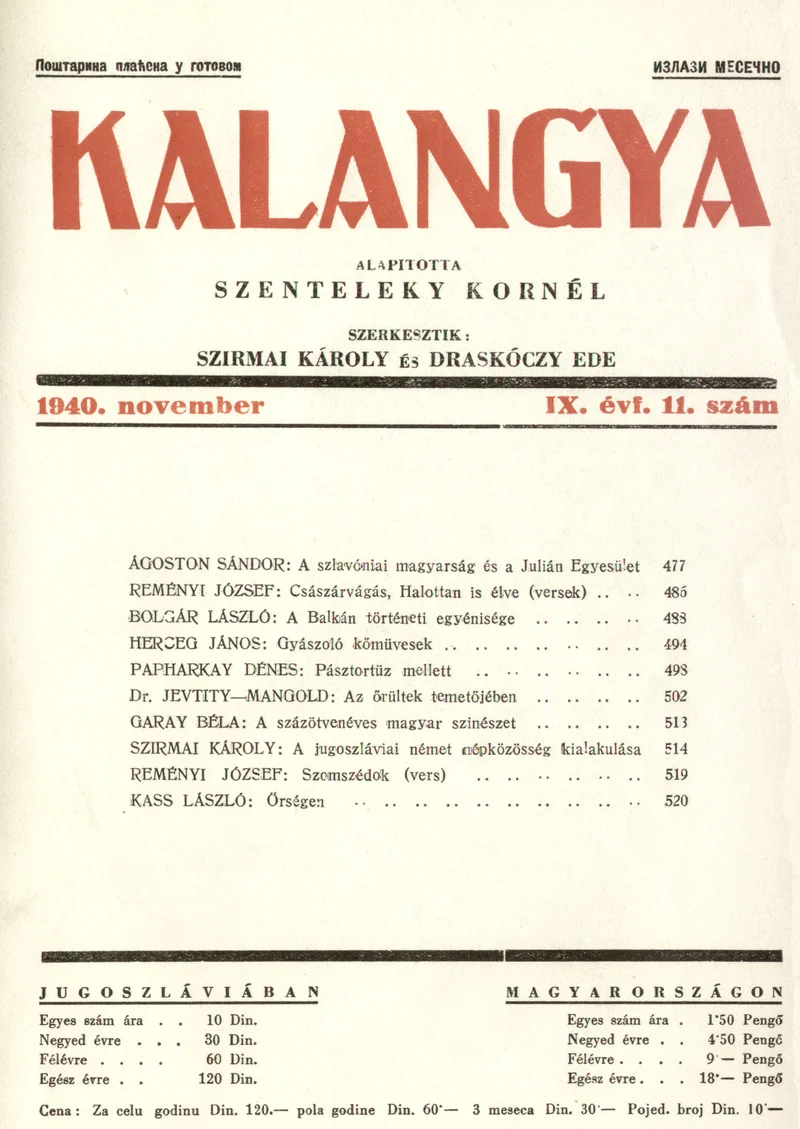 Поштарина плаћена у готовом
ИЗЛАЗИ МЕСЕЧНО
KALANGYA
ALAPITOTTA
SZENTELEKY KORNÉL
SZERKESZTIK:
SZIRMAI KÁROLY ÉS DRASKÓCZY EDE
1940. november
IX. évf. 11. szám
ÁGOSTON SÁNDOR: A szlavóniai magyarság és a Julián Egyesület 477
REMÉNYI JÓZSEF: Császárvágás, Halottan is élve (versek) .. .. 485
BOLGÁR LÁSZLÓ: A Balkán történeti egyénisége .. .. .. .. 488
HERCEG JÁNOS: Gyászoló kőmüvesek .. .. .. .. .. .. .. 494
PAPHARKAY DÉNES: Pásztortüz mellett .. .. .. .. .. .. 498
Dr. JEVTITY—MANGOLD: Az őrültek temetőjében .. .. .. .. 502
GARAY BÉLA: A százötvenéves magyar szinészet .. .. .. .. 513
SZIRMAI KÁROLY: A jugoszláviai német népközösség kialakulása 514
REMÉNYI JÓZSEF: Szomszédok (vers) .. .. .. .. .. .. 519
KASS LÁSZLÓ: Őrségen .. .. .. .. .. .. .. .. .. .. 520
JUGOSZLÁVIÁBAN
Egyes szám ára . . 10 Din.
Negyed évre . . . 30 Din.
Félévre . . . . 60 Din.
Egész évre . . 120 Din.
MAGYARORSZÁGON
Egyes szám ára . 1·50 Pengő
Negyed évre . . 4·50 Pengő
Félévre . . . . 9·— Pengő
Egész évre . . . 18·— Pengő
Cena: Za celu godinu Din. 120.— pola godine Din. 60·— 3 meseca Din. 30·— Pojed. broj Din. 10·—